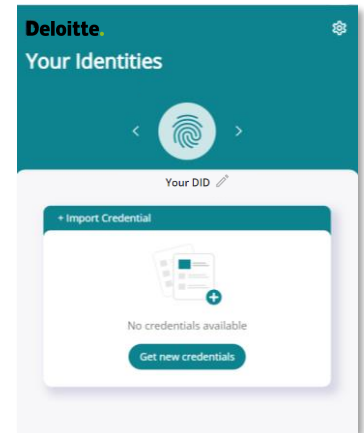 Deloitte.
Your Identities
< >
Your DID
+ Import Credential
No credentials available
Get new credentials